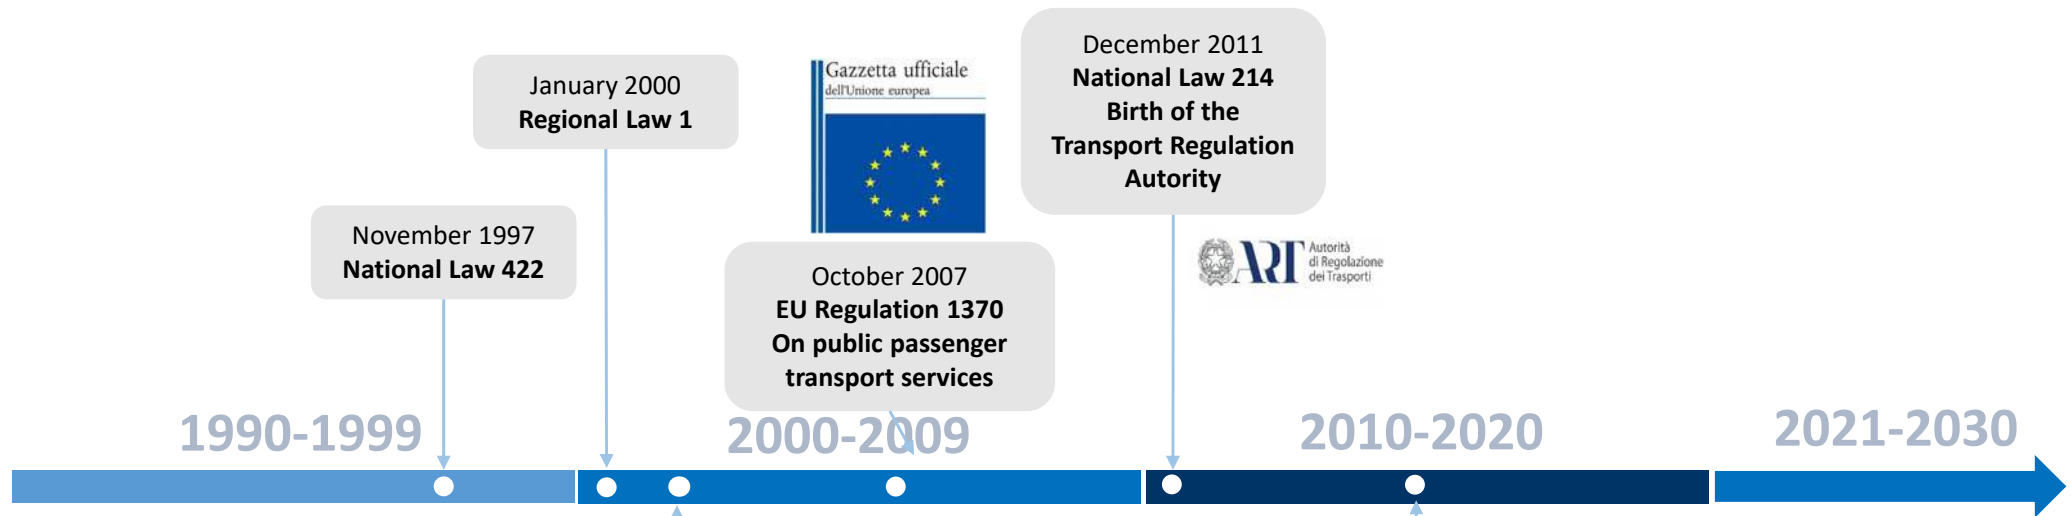 December 2011
National Law 214
Birth of the
Transport Regulation
Autority
January 2000
Regional Law 1
Gazzetta ufficiale
dell'Unione europea
November 1997
National Law 422
October 2007
EU Regulation 1370
On public passenger
transport services
ART
Autorità
di Regolazione
dei Trasporti
1990-1999
2000-2009
2010-2020
2021-2030